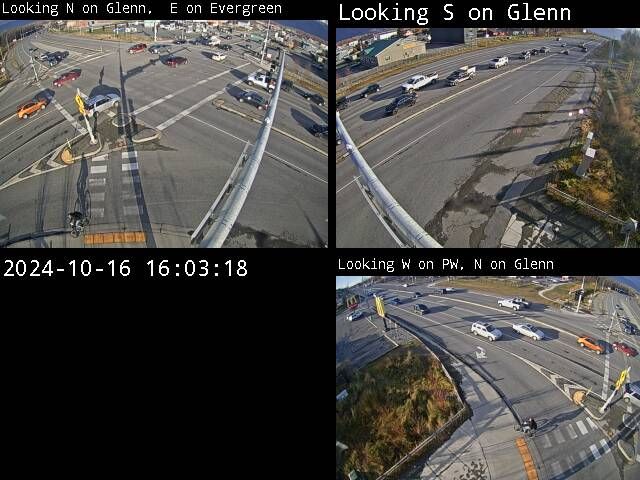 Looking N on Glenn, E on Evergreen
Looking S on Glenn
2024-10-16 16:03:18
Looking W on PW, N on Glenn